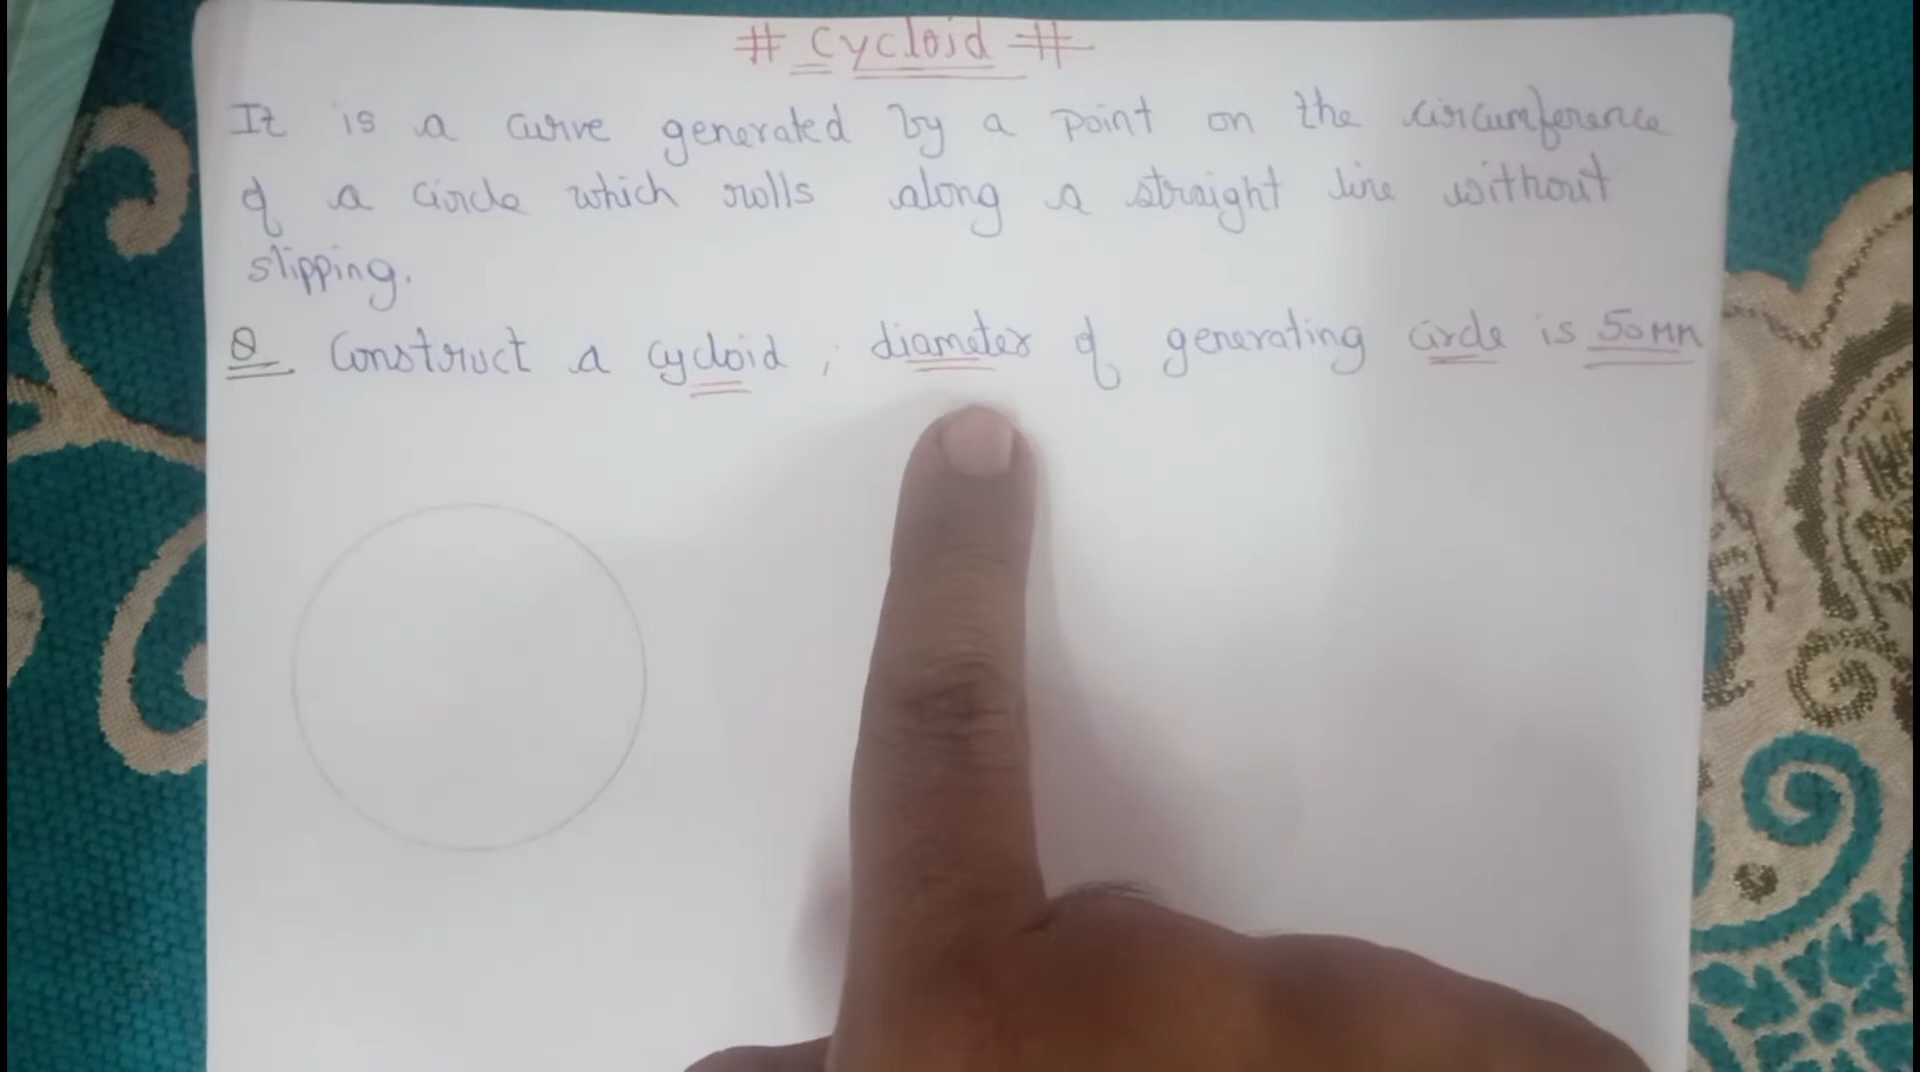 # Cycloid #
It is a curve generated by a point on the circumference
of a circle which rolls along a straight line without
slipping.
Q Construct a cycloid, diameter of generating circle is 50mm